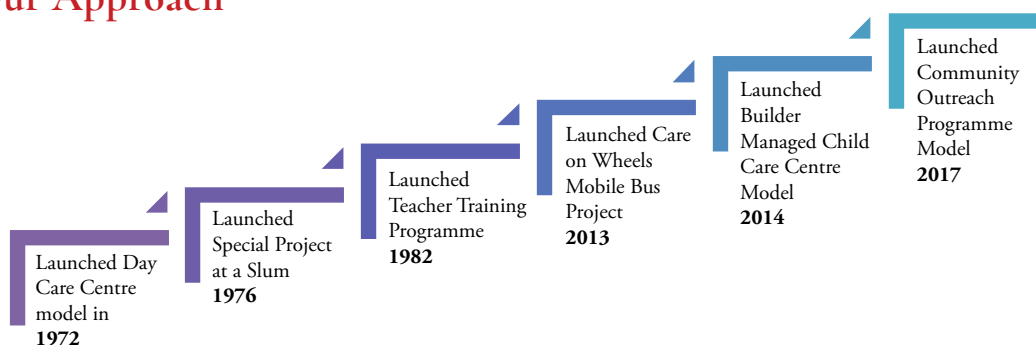 Approach
Launched Day
Care Centre
model in
1972
Launched
Special Project
at a Slum
1976
Launched
Teacher Training
Programme
1982
Launched Care
on Wheels
Mobile Bus
Project
2013
Launched
Builder
Managed Child
Care Centre
Model
2014
Launched
Community
Outreach
Programme
Model
2017